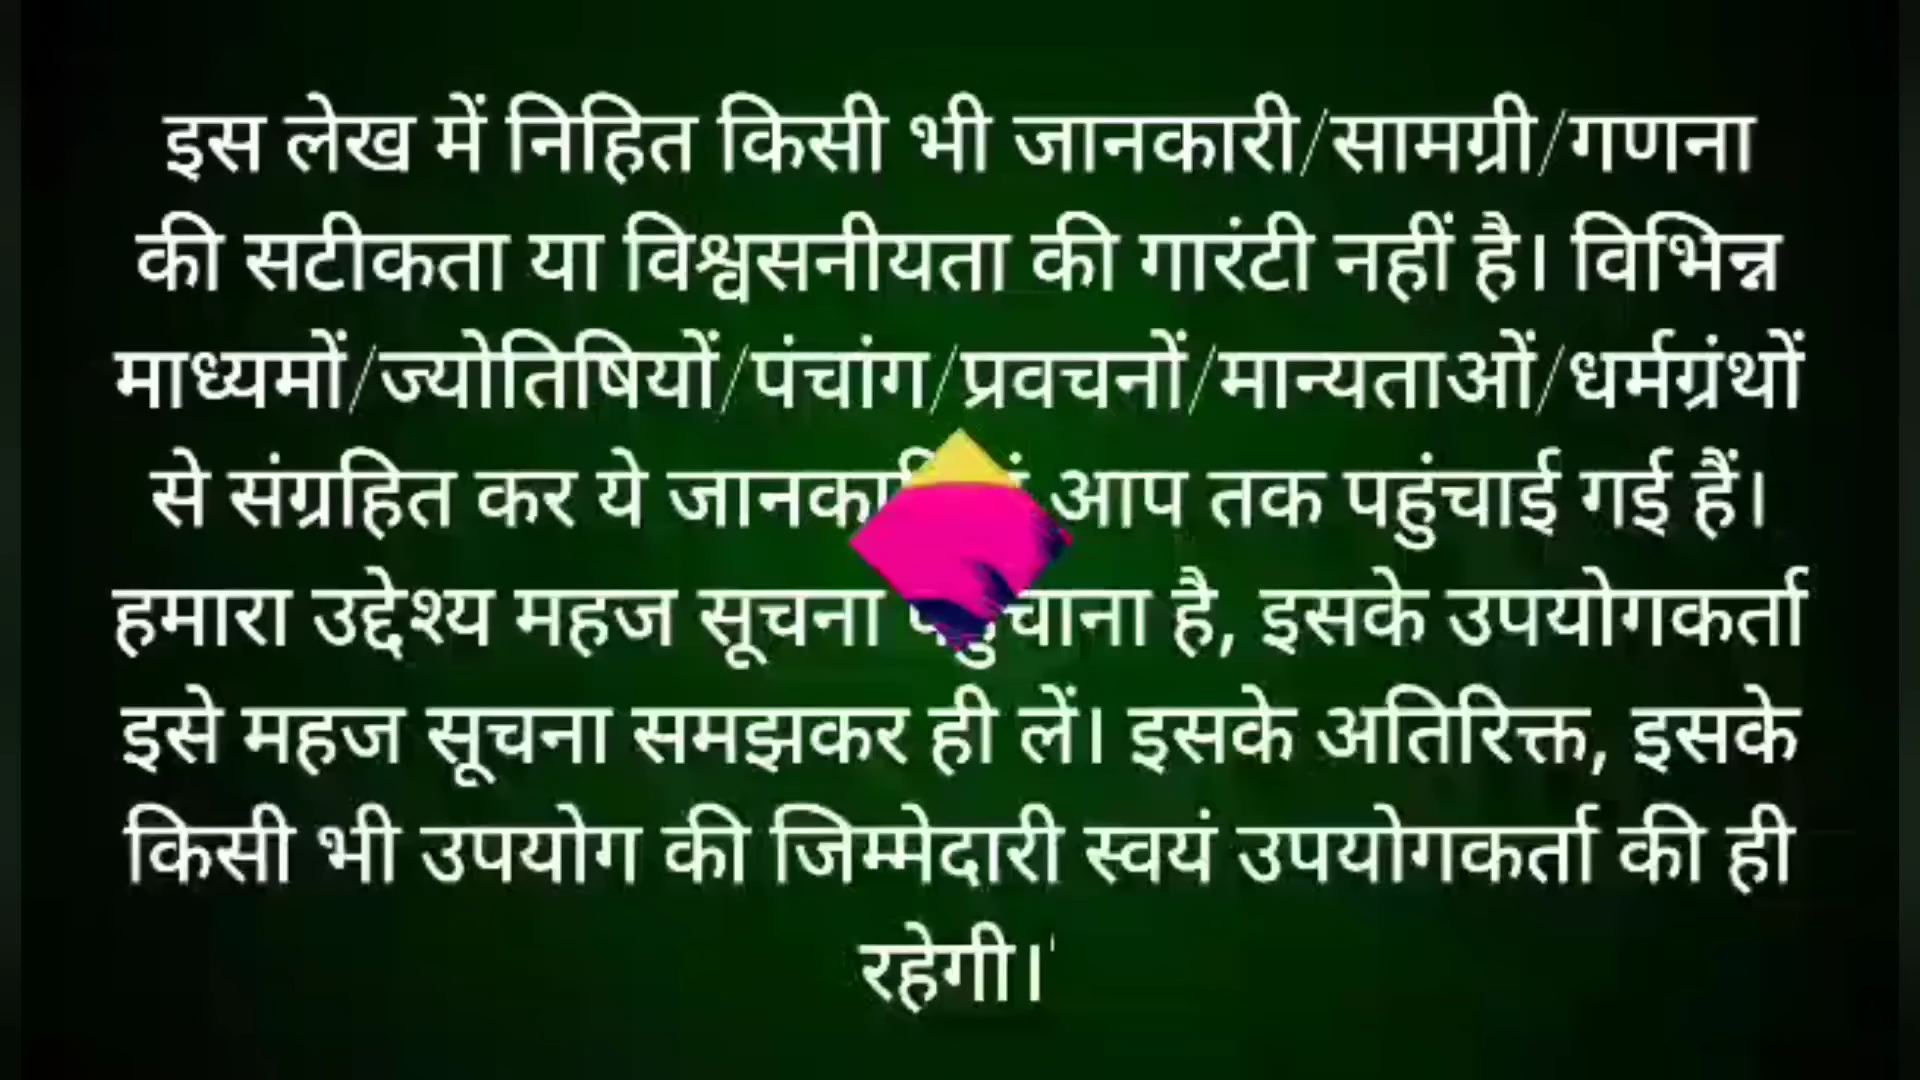 इस लेख में निहित किसी भी जानकारी/सामग्री/गणना
की सटीकता या विश्वसनीयता की गारंटी नहीं है। विभिन्न
माध्यमों/ज्योतिषियों/पंचांग/प्रवचनों/मान्यताओं/धर्मग्रंथों
से संग्रहित कर ये आप तक पहुंचाई गई हैं।
हमारा उद्देश्य महज सूचना है, इसके उपयोगकर्ता
इसे महज सूचना समझकर ही लें। इसके अतिरिक्त, इसके
किसी भी उपयोग की जिम्मेदारी स्वयं उपयोगकर्ता की ही
रहेगी।'